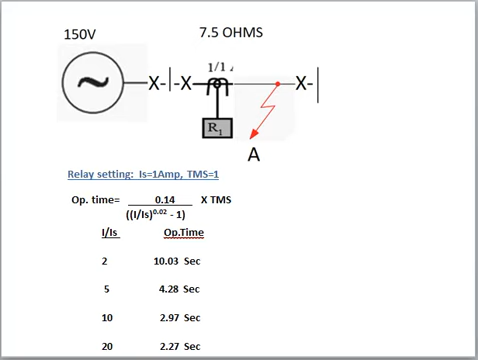 150V
7.5 OHMS
X-|-X
1/1
X-|
R1
A
Relay setting: Is=1Amp, TMS=1
Op. time= 0.14 X TMS
((I/Is)^0.02 - 1)
I/Is Op.Time
2 10.03 Sec
5 4.28 Sec
10 2.97 Sec
20 2.27 Sec